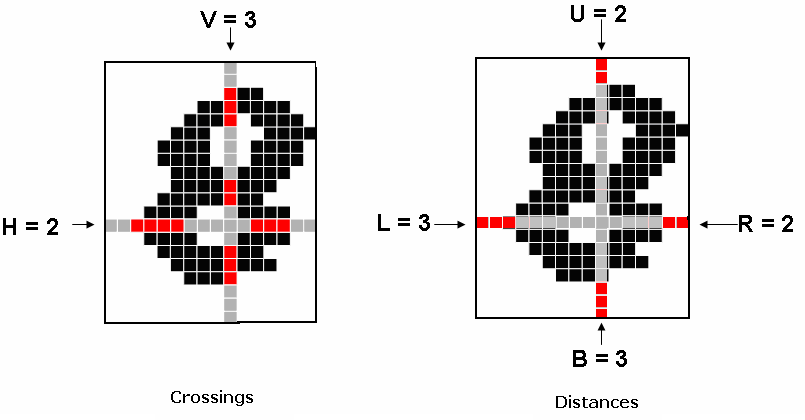 V = 3
H = 2
Crossings
U = 2
L = 3
R = 2
B = 3
Distances